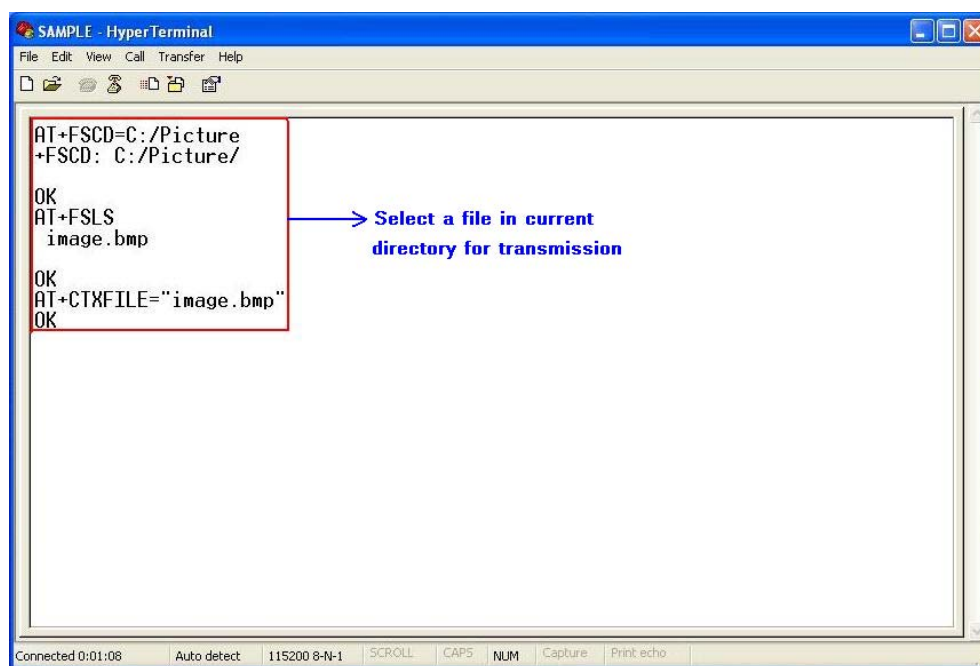 SAMPLE - HyperTerminal
File Edit View Call Transfer Help
AT+FSCD=C:/Picture
+FSCD: C:/Picture/
OK
AT+FSLS
image.bmp
OK
AT+CTXFILE="image.bmp"
OK
Select a file in current
directory for transmission
Connected 0:01:08 Auto detect 115200 8-N-1 SCROLL CAPS NUM Capture Print echo